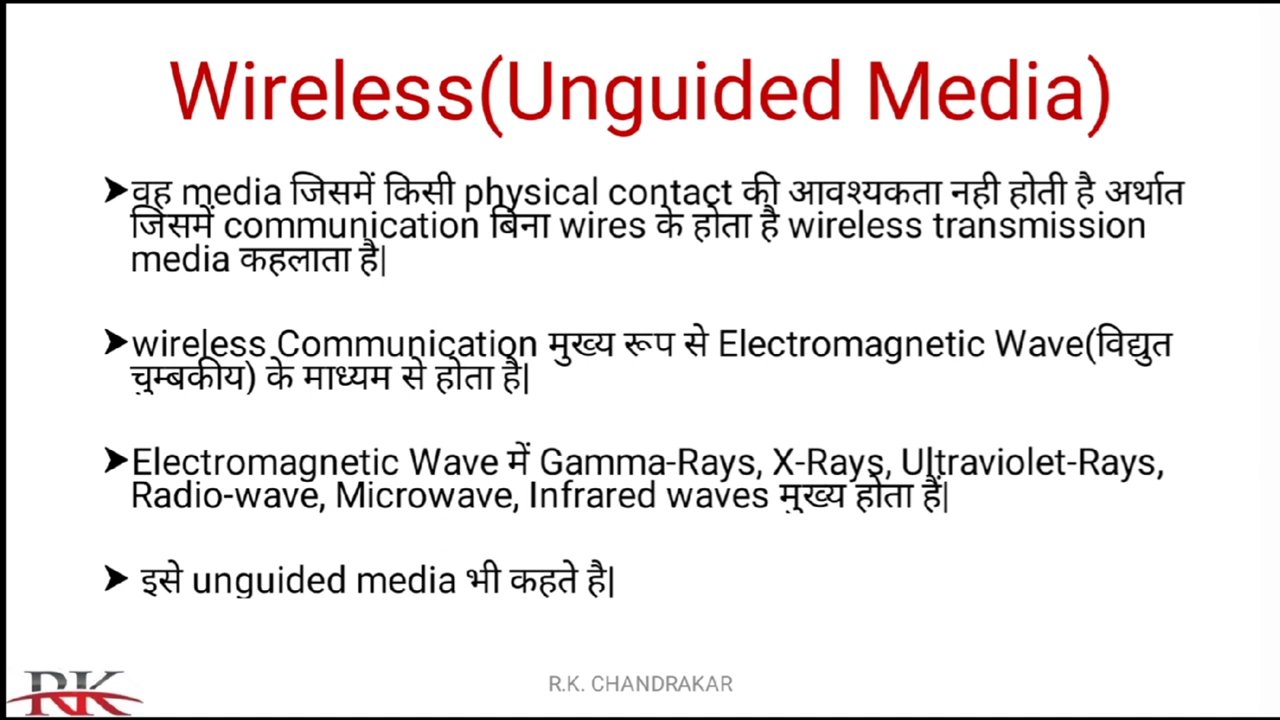 Wireless(Unguided Media)
➤वह media जिसमें किसी physical contact की आवश्यकता नही होती है अर्थात
जिसमें communication बिना wires के होता है wireless transmission
media कहलाता है|
➤wireless Communication मुख्य रूप से Electromagnetic Wave(विद्युत
चुम्बकीय) के माध्यम से होता है|
➤Electromagnetic Wave में Gamma-Rays, X-Rays, Ultraviolet-Rays,
Radio-wave, Microwave, Infrared waves मुख्य होता हैं|
➤ इसे unguided media भी कहते है|
RK
R.K. CHANDRAKAR